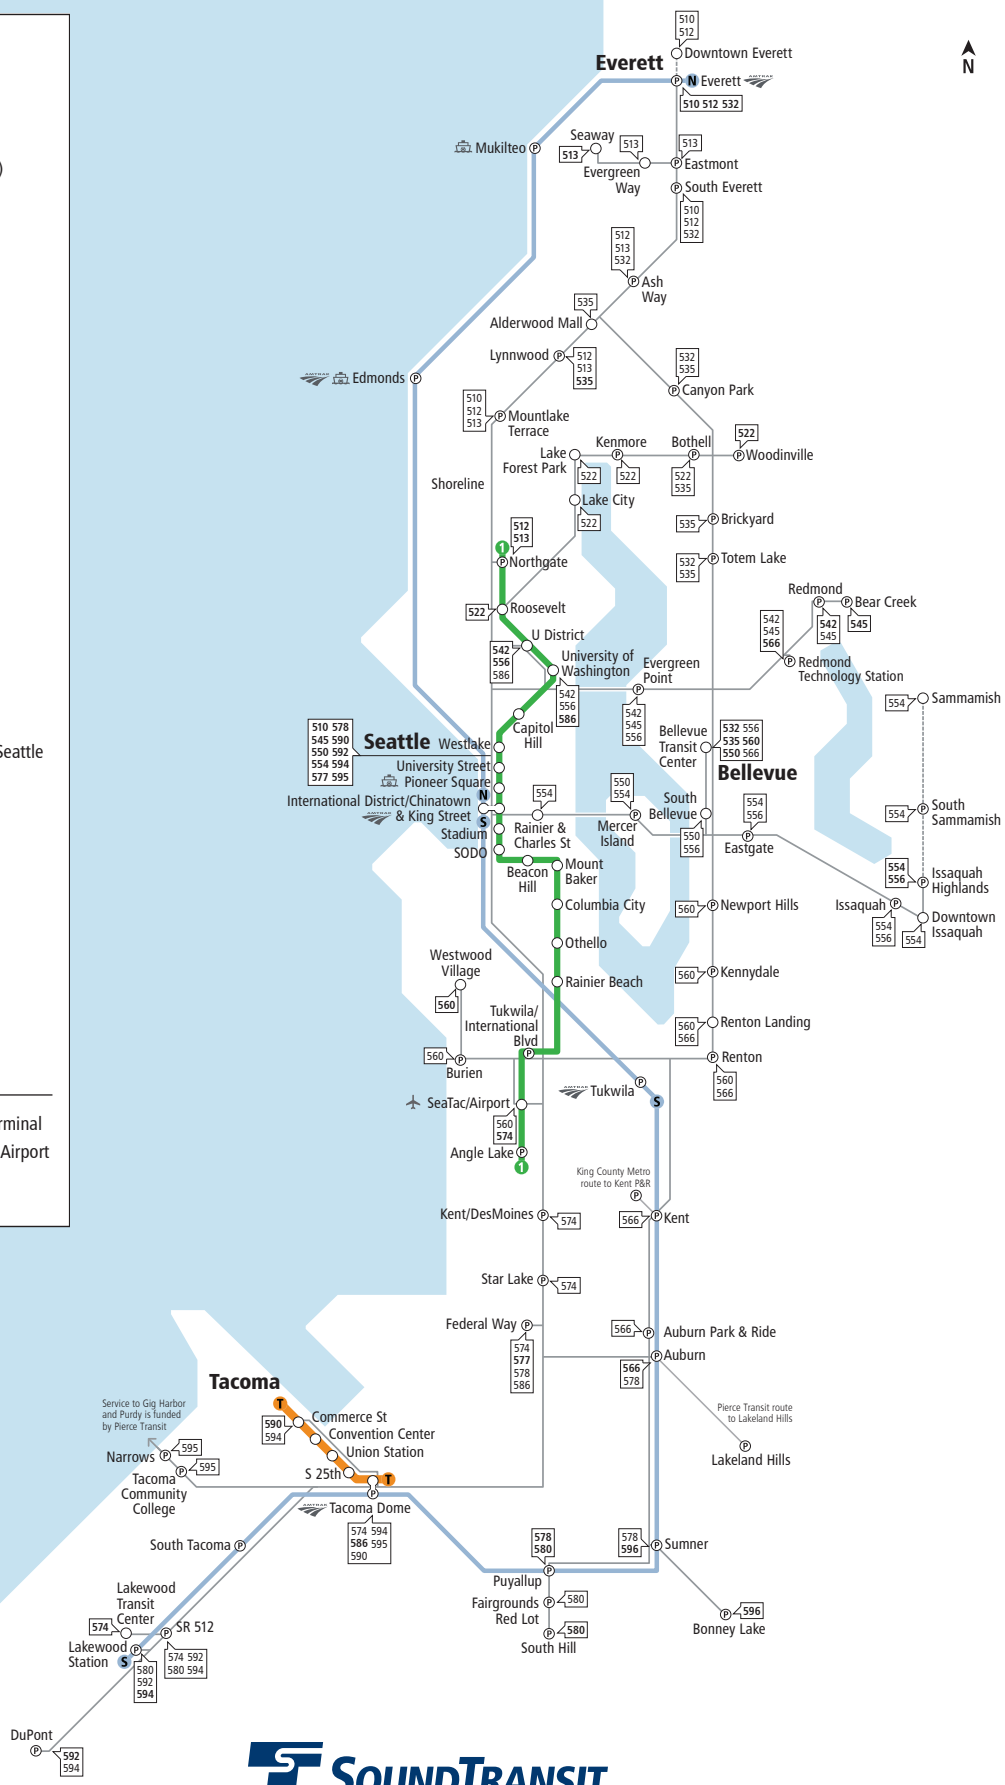 510
512
Downtown Everett
Everett
N
P
N
Everett
AMTRAK
510 512 532
Mukilteo
P
Seaway
513
513
Evergreen
Way
513
P
Eastmont
P
South Everett
510
512
532
512
513
532
P
Ash
Way
535
Alderwood Mall
Lynnwood
P
512
513
535
532
535
P
Canyon Park
AMTRAK
Edmonds
P
510
512
513
P
Mountlake
Terrace
Lake
Forest Park
522
Kenmore
P
522
Bothell
P
522
535
522
P
Woodinville
Shoreline
Lake City
522
535
P
Brickyard
512
513
1
P
Northgate
532
535
P
Totem Lake
522
Roosevelt
Redmond
P
P
Bear Creek
542
545
545
542
545
566
P
Redmond
Technology Station
U District
542
556
586
University of
Washington
542
556
586
Evergreen
Point
P
542
545
556
554
Sammamish
Capitol
Hill
510 578
545 590
550 592
554 594
577 595
Seattle
Westlake
Bellevue
Transit
Center
532 556
535 560
550 566
Bellevue
Seattle
University Street
Pioneer Square
N
International District/Chinatown
AMTRAK
& King Street
S
Stadium
SODO
554
Rainier &
Charles St
550
554
P
Mercer
Island
South
Bellevue
550
556
554
556
P
Eastgate
554
P
South
Sammamish
554
556
P
Issaquah
Highlands
Issaquah
P
554
556
554
Downtown
Issaquah
Beacon
Hill
Mount
Baker
Columbia City
560
P
Newport Hills
Othello
Westwood
Village
560
Rainier Beach
560
P
Kennydale
Tukwila/
International
Blvd
P
560
566
Renton Landing
560
P
Burien
P
Renton
560
566
AMTRAK
Tukwila
P
S
SeaTac/Airport
560
574
rminal
Airport
Angle Lake
P
1
King County Metro
route to Kent P&R
P
Kent/DesMoines
P
574
566
P
Kent
Star Lake
P
574
Federal Way
P
574
577
578
586
566
P
Auburn Park & Ride
P
Auburn
566
578
Pierce Transit route
to Lakeland Hills
P
Lakeland Hills
Tacoma
T
590
594
Commerce St
Convention Center
Union Station
S 25th
T
P
AMTRAK
Tacoma Dome
574 594
586 595
590
Service to Gig Harbor
and Purdy is funded
by Pierce Transit
Narrows
P
595
P
595
Tacoma
Community
College
South Tacoma
P
578
580
P
Puyallup
578
596
P
Sumner
Fairgrounds
Red Lot
P
580
P
580
South Hill
P
596
Bonney Lake
Lakewood
Transit
Center
574
P
SR 512
574 592
580 594
Lakewood
Station
P
S
580
592
594
DuPont
P
592
594
SOUNDTRANSIT
)